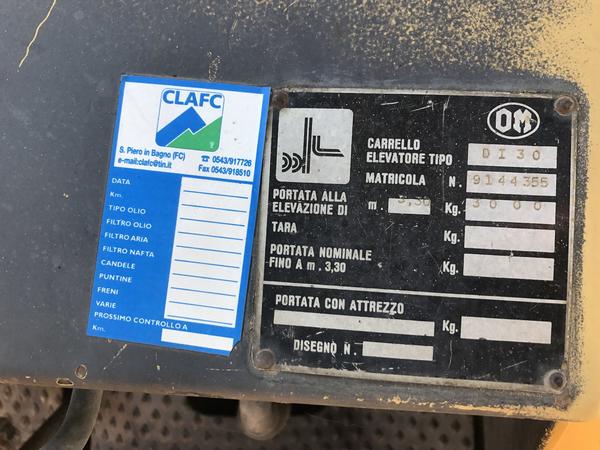 CLAFC
S. Piero in Bagno (FC)
e-mail:clafc@tin.it
☎ 0543/917726
Fax 0543/918510
DATA
Km.
TIPO OLIO
FILTRO OLIO
FILTRO ARIA
FILTRO NAFTA
CANDELE
PUNTINE
FRENI
VARIE
PROSSIMO CONTROLLO A
Km.
OM
CARRELLO
ELEVATORE TIPO DI30
MATRICOLA N. 9144355
PORTATA ALLA
ELEVAZIONE DI m. 3,30 Kg. 3000
TARA Kg.
PORTATA NOMINALE
FINO A m. 3,30 Kg.
PORTATA CON ATTREZZO
Kg.
DISEGNO N.